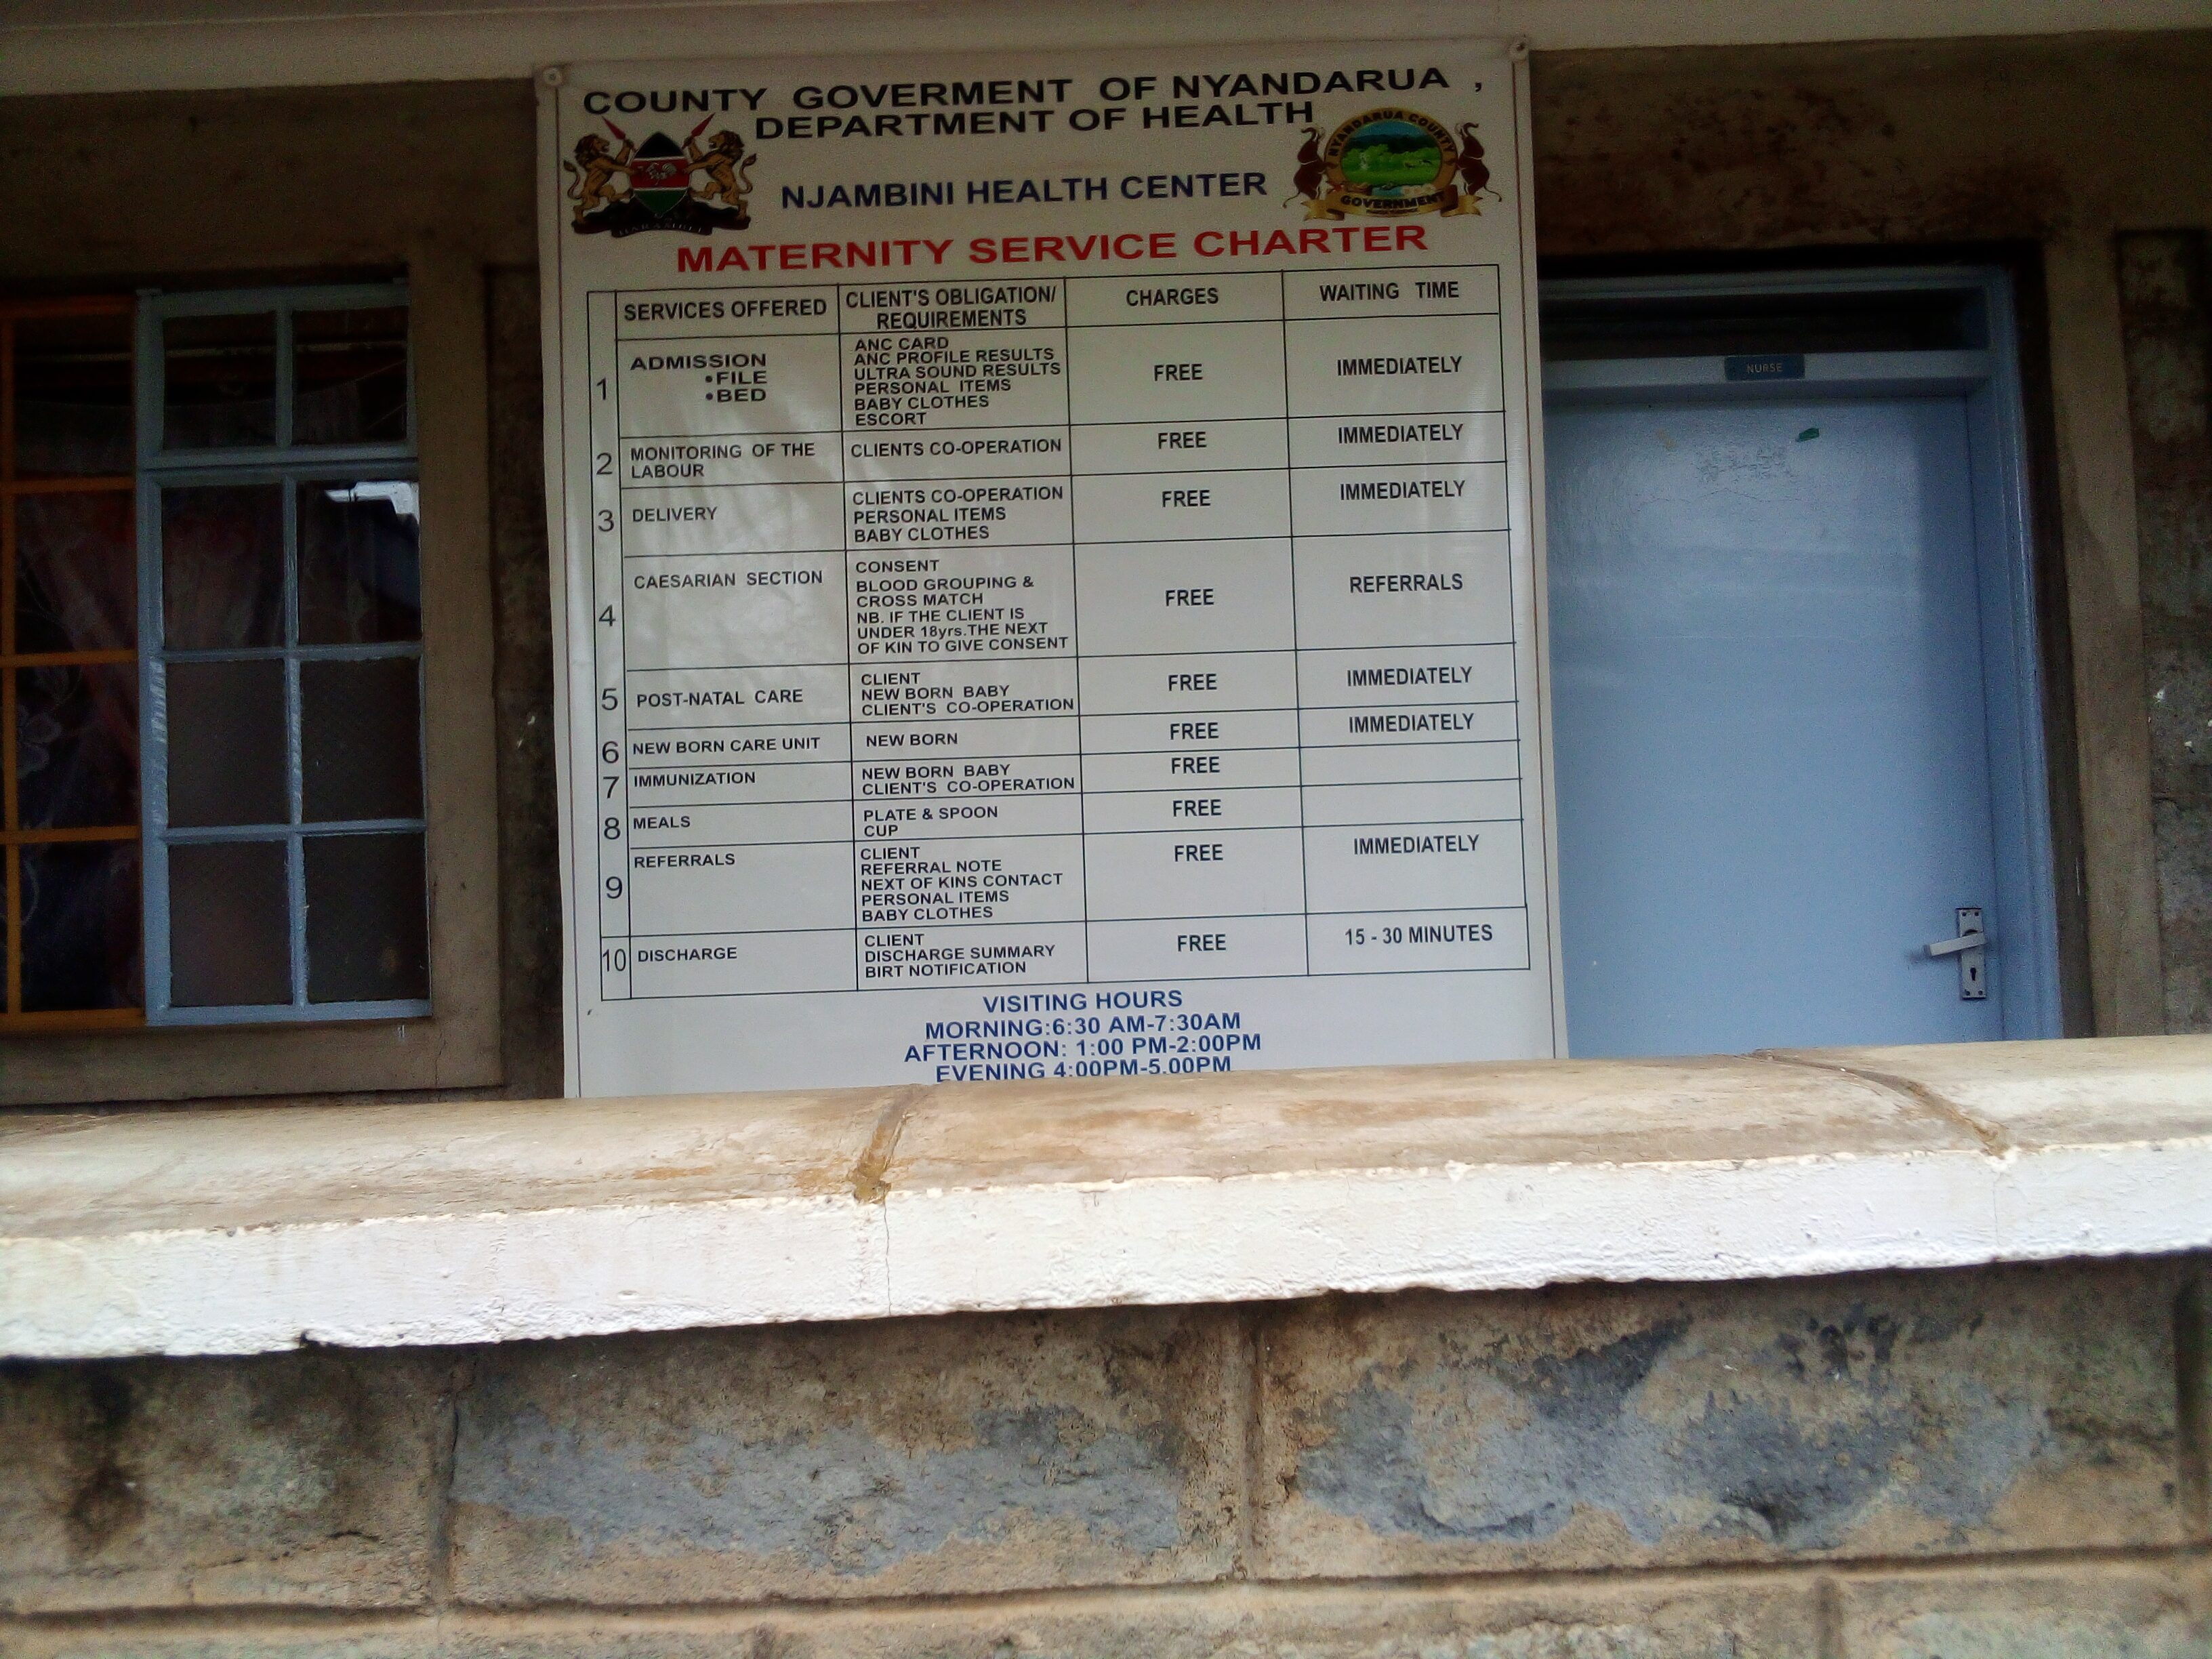 COUNTY GOVERMENT OF NYANDARUA ,
DEPARTMENT OF HEALTH
NYANDARUA COUNTY
GOVERNMENT
NJAMBINI HEALTH CENTER
MATERNITY SERVICE CHARTER
SERVICES OFFERED
CLIENT'S OBLIGATION/
REQUIREMENTS
CHARGES
WAITING TIME
1
ADMISSION
•FILE
•BED
ANC CARD
ANC PROFILE RESULTS
ULTRA SOUND RESULTS
PERSONAL ITEMS
BABY CLOTHES
ESCORT
FREE
IMMEDIATELY
2
MONITORING OF THE
LABOUR
CLIENTS CO-OPERATION
FREE
IMMEDIATELY
3
DELIVERY
CLIENTS CO-OPERATION
PERSONAL ITEMS
BABY CLOTHES
FREE
IMMEDIATELY
4
CAESARIAN SECTION
CONSENT
BLOOD GROUPING &
CROSS MATCH
NB. IF THE CLIENT IS
UNDER 18yrs.THE NEXT
OF KIN TO GIVE CONSENT
FREE
REFERRALS
5
POST-NATAL CARE
CLIENT
NEW BORN BABY
CLIENT'S CO-OPERATION
FREE
IMMEDIATELY
6
NEW BORN CARE UNIT
NEW BORN
FREE
IMMEDIATELY
7
IMMUNIZATION
NEW BORN BABY
CLIENT'S CO-OPERATION
FREE
8
MEALS
PLATE & SPOON
CUP
FREE
9
REFERRALS
CLIENT
REFERRAL NOTE
NEXT OF KINS CONTACT
PERSONAL ITEMS
BABY CLOTHES
FREE
IMMEDIATELY
10
DISCHARGE
CLIENT
DISCHARGE SUMMARY
BIRT NOTIFICATION
FREE
15 - 30 MINUTES
VISITING HOURS
MORNING:6:30 AM-7:30AM
AFTERNOON: 1:00 PM-2:00PM
EVENING 4:00PM-5.00PM
NURSE